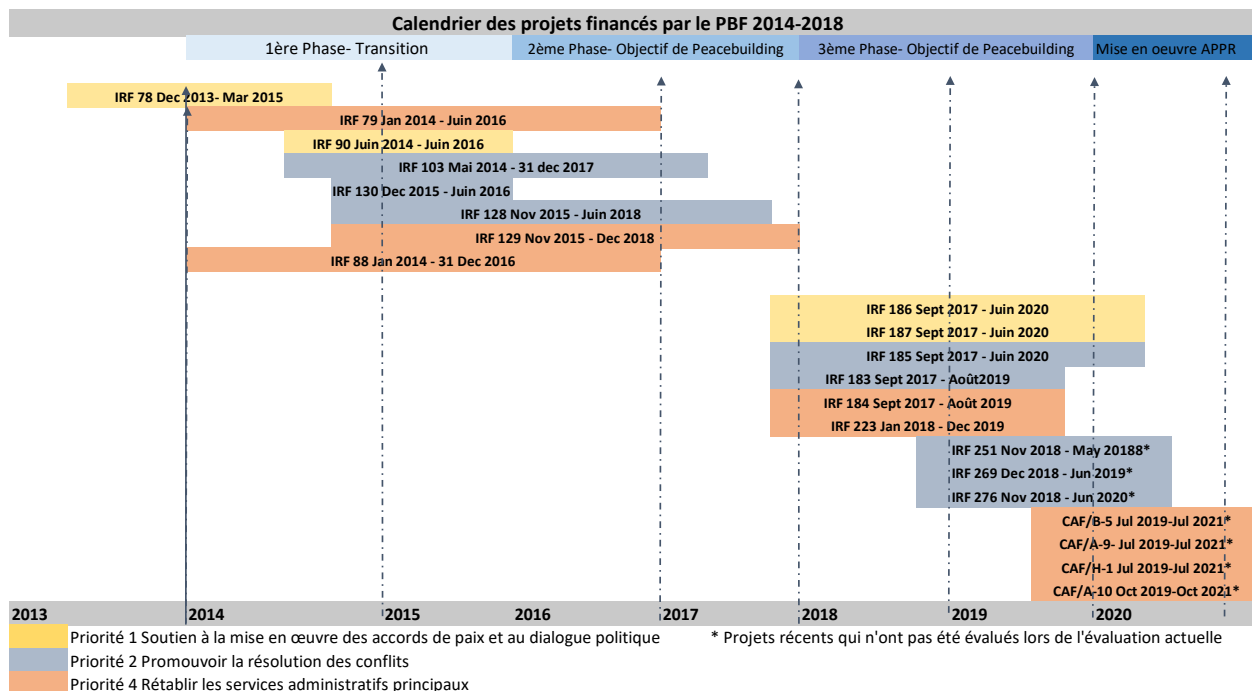 Calendrier des projets financés par le PBF 2014-2018
1ère Phase- Transition
2ème Phase- Objectif de Peacebuilding
3ème Phase- Objectif de Peacebuilding
Mise en oeuvre APPR
IRF 78 Dec 2013- Mar 2015
IRF 79 Jan 2014 - Juin 2016
IRF 90 Juin 2014 - Juin 2016
IRF 103 Mai 2014 - 31 dec 2017
IRF 130 Dec 2015 - Juin 2016
IRF 128 Nov 2015 - Juin 2018
IRF 129 Nov 2015 - Dec 2018
IRF 88 Jan 2014 - 31 Dec 2016
IRF 186 Sept 2017 - Juin 2020
IRF 187 Sept 2017 - Juin 2020
IRF 185 Sept 2017 - Juin 2020
IRF 183 Sept 2017 - Août2019
IRF 184 Sept 2017 - Août 2019
IRF 223 Jan 2018 - Dec 2019
IRF 251 Nov 2018 - May 20188*
IRF 269 Dec 2018 - Jun 2019*
IRF 276 Nov 2018 - Jun 2020*
CAF/B-5 Jul 2019-Jul 2021*
CAF/A-9- Jul 2019-Jul 2021*
CAF/H-1 Jul 2019-Jul 2021*
CAF/A-10 Oct 2019-Oct 2021*
2013 2014 2015 2016 2017 2018 2019 2020
Priorité 1 Soutien à la mise en œuvre des accords de paix et au dialogue politique
* Projets récents qui n'ont pas été évalués lors de l'évaluation actuelle
Priorité 2 Promouvoir la résolution des conflits
Priorité 4 Rétablir les services administratifs principaux